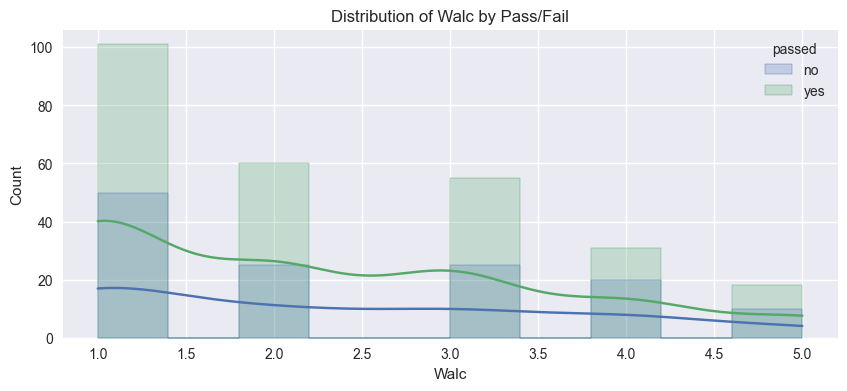 Distribution of Walc by Pass/Fail
passed
no
yes
Count
100
80
60
40
20
0
1.0 1.5 2.0 2.5 3.0 3.5 4.0 4.5 5.0
Walc